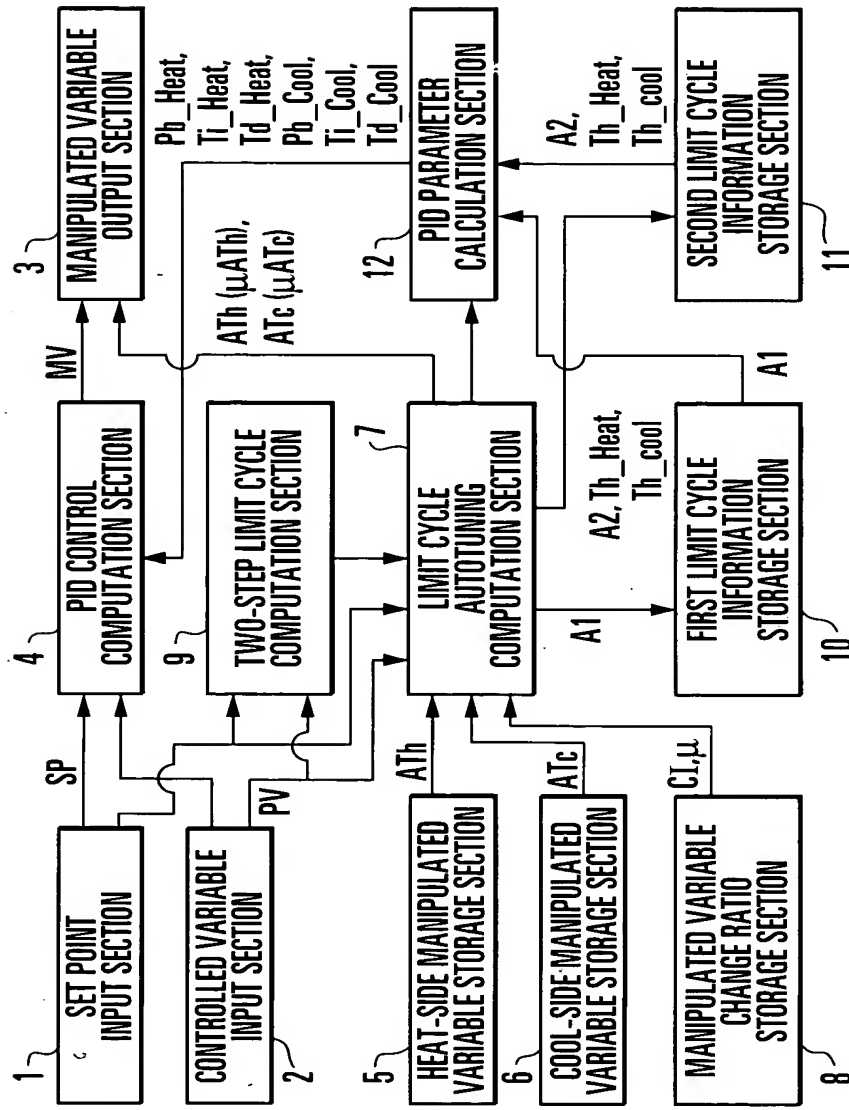 1
SET POINT
INPUT SECTION
SP
4
PID CONTROL
COMPUTATION SECTION
MV
3
MANIPULATED VARIABLE
OUTPUT SECTION
2
CONTROLLED VARIABLE
INPUT SECTION
PV
9
TWO-STEP LIMIT CYCLE
COMPUTATION SECTION
ATh (μATh),
ATc (μATc)
Pb_Heat,
Ti_Heat,
Td_Heat,
Pb_Cool,
Ti_Cool,
Td_Cool
5
HEAT-SIDE MANIPULATED
VARIABLE STORAGE SECTION
ATh
7
LIMIT CYCLE
AUTOTUNING
COMPUTATION SECTION
12
PID PARAMETER
CALCULATION SECTION
6
COOL-SIDE MANIPULATED
VARIABLE STORAGE SECTION
ATc
A1
A2, Th_Heat,
Th_cool
A2,
Th_Heat,
Th_cool
8
MANIPULATED VARIABLE
CHANGE RATIO
STORAGE SECTION
CI,μ
10
FIRST LIMIT CYCLE
INFORMATION
STORAGE SECTION
A1
11
SECOND LIMIT CYCLE
INFORMATION
STORAGE SECTION